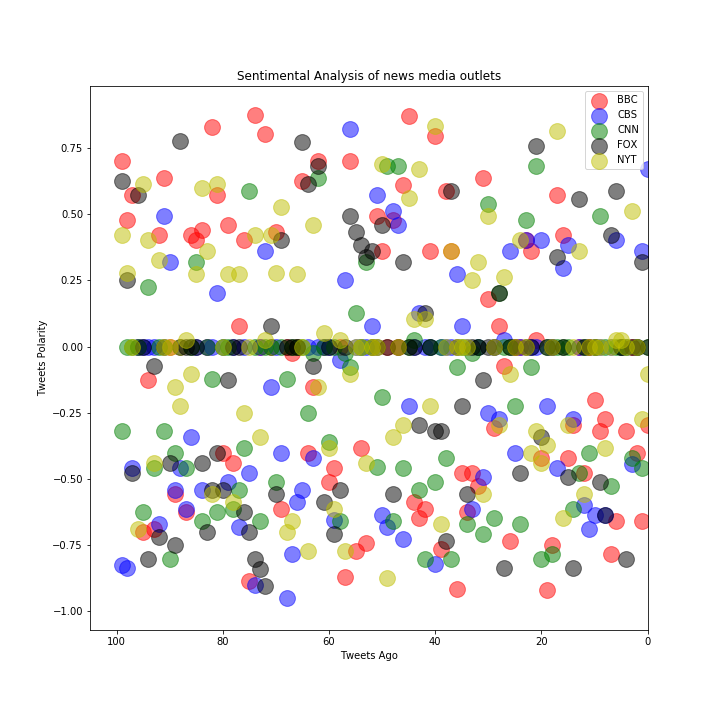 Sentimental Analysis of news media outlets
BBC
CBS
CNN
FOX
NYT
0.75
0.50
0.25
0.00
−0.25
−0.50
−0.75
−1.00
Tweets Polarity
100 80 60 40 20 0
Tweets Ago